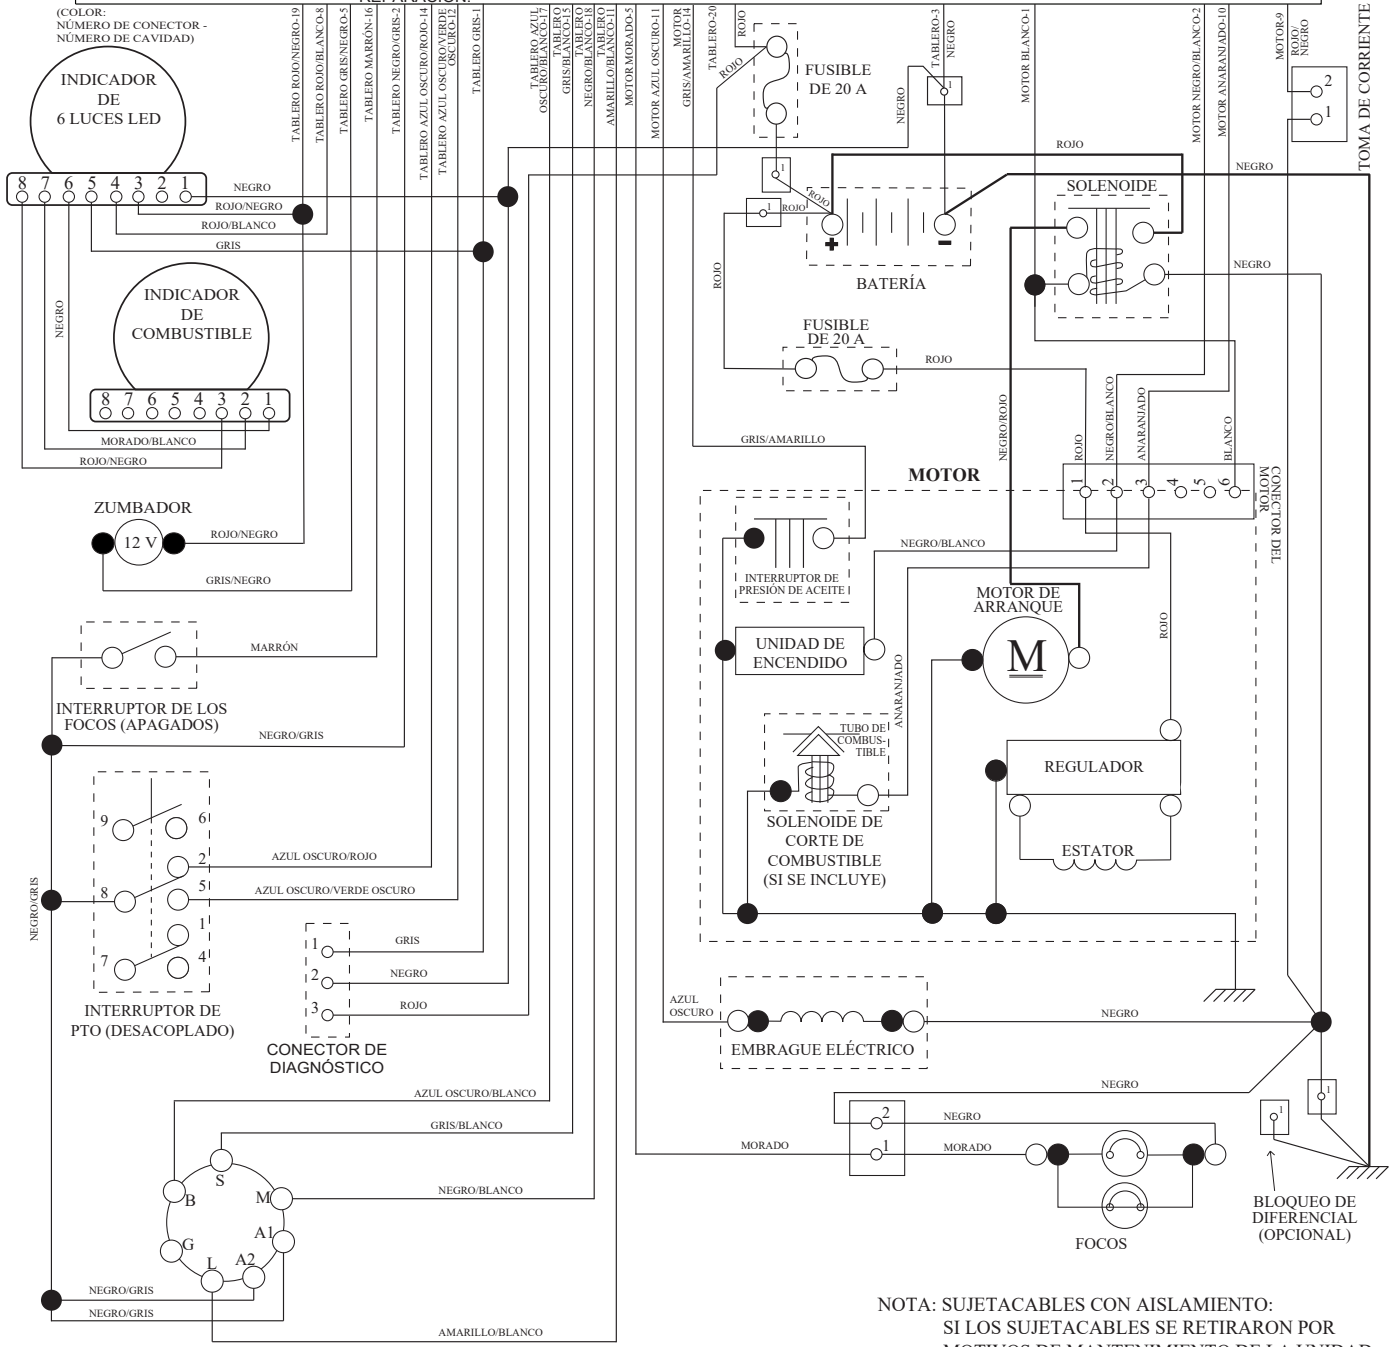 (COLOR:
NÚMERO DE CONECTOR -
NÚMERO DE CAVIDAD)
TABLERO ROJO/NEGRO-19
TABLERO ROJO/BLANCO-8
TABLERO GRIS/NEGRO-5
TABLERO MARRÓN-16
TABLERO NEGRO/GRIS-2
TABLERO AZUL OSCURO/ROJO-14
TABLERO AZUL OSCURO/VERDE
OSCURO-12
TABLERO GRIS-1
TABLERO AZUL
OSCURO/BLANCO-17
TABLERO
GRIS/BLANCO-15
TABLERO
NEGRO/BLANCO-18
TABLERO
AMARILLO/BLANCO-11
MOTOR MORADO-5
MOTOR AZUL OSCURO-11
MOTOR
GRIS/AMARILLO-14
TABLERO-20
ROJO
ROJO
FUSIBLE
DE 20 A
NEGRO
TABLERO-3
NEGRO
1
MOTOR BLANCO-1
MOTOR NEGRO/BLANCO-2
MOTOR ANARANJADO-10
MOTOR-9
ROJO/
NEGRO
2
1
TOMA DE CORRIENTE
INDICADOR
DE
6 LUCES LED
8 7 6 5 4 3 2 1
NEGRO
ROJO/NEGRO
ROJO/BLANCO
GRIS
NEGRO
INDICADOR
DE
COMBUSTIBLE
8 7 6 5 4 3 2 1
MORADO/BLANCO
ROJO/NEGRO
1
ROJO
1
ROJO
ROJO
+
-
BATERÍA
ROJO
NEGRO
SOLENOIDE
NEGRO
FUSIBLE
DE 20 A
ROJO
GRIS/AMARILLO
NEGRO/ROJO
ROJO
NEGRO/BLANCO
ANARANJADO
BLANCO
1 2 3 4 5 6
CONECTOR DEL
MOTOR
MOTOR
ZUMBADOR
12 V
ROJO/NEGRO
GRIS/NEGRO
MARRÓN
INTERRUPTOR DE LOS
FOCOS (APAGADOS)
NEGRO/GRIS
INTERRUPTOR DE
PRESIÓN DE ACEITE
NEGRO/BLANCO
UNIDAD DE
ENCENDIDO
MOTOR DE
ARRANQUE
M
ROJO
ANARANJADO
TUBO DE
COMBUS-
TIBLE
SOLENOIDE DE
CORTE DE
COMBUSTIBLE
(SI SE INCLUYE)
REGULADOR
ESTATOR
9
6
2
8
5
1
7
4
AZUL OSCURO/ROJO
AZUL OSCURO/VERDE OSCURO
NEGRO/GRIS
INTERRUPTOR DE
PTO (DESACOPLADO)
1
2
3
GRIS
NEGRO
ROJO
CONECTOR DE
DIAGNÓSTICO
AZUL
OSCURO
EMBRAGUE ELÉCTRICO
NEGRO
AZUL OSCURO/BLANCO
GRIS/BLANCO
NEGRO/BLANCO
S
B
M
A1
G
A2
L
NEGRO/GRIS
NEGRO/GRIS
AMARILLO/BLANCO
NEGRO
2
NEGRO
MORADO
1
MORADO
FOCOS
1
1
BLOQUEO DE
DIFERENCIAL
(OPCIONAL)
NOTA: SUJETACABLES CON AISLAMIENTO:
SI LOS SUJETACABLES SE RETIRARON POR